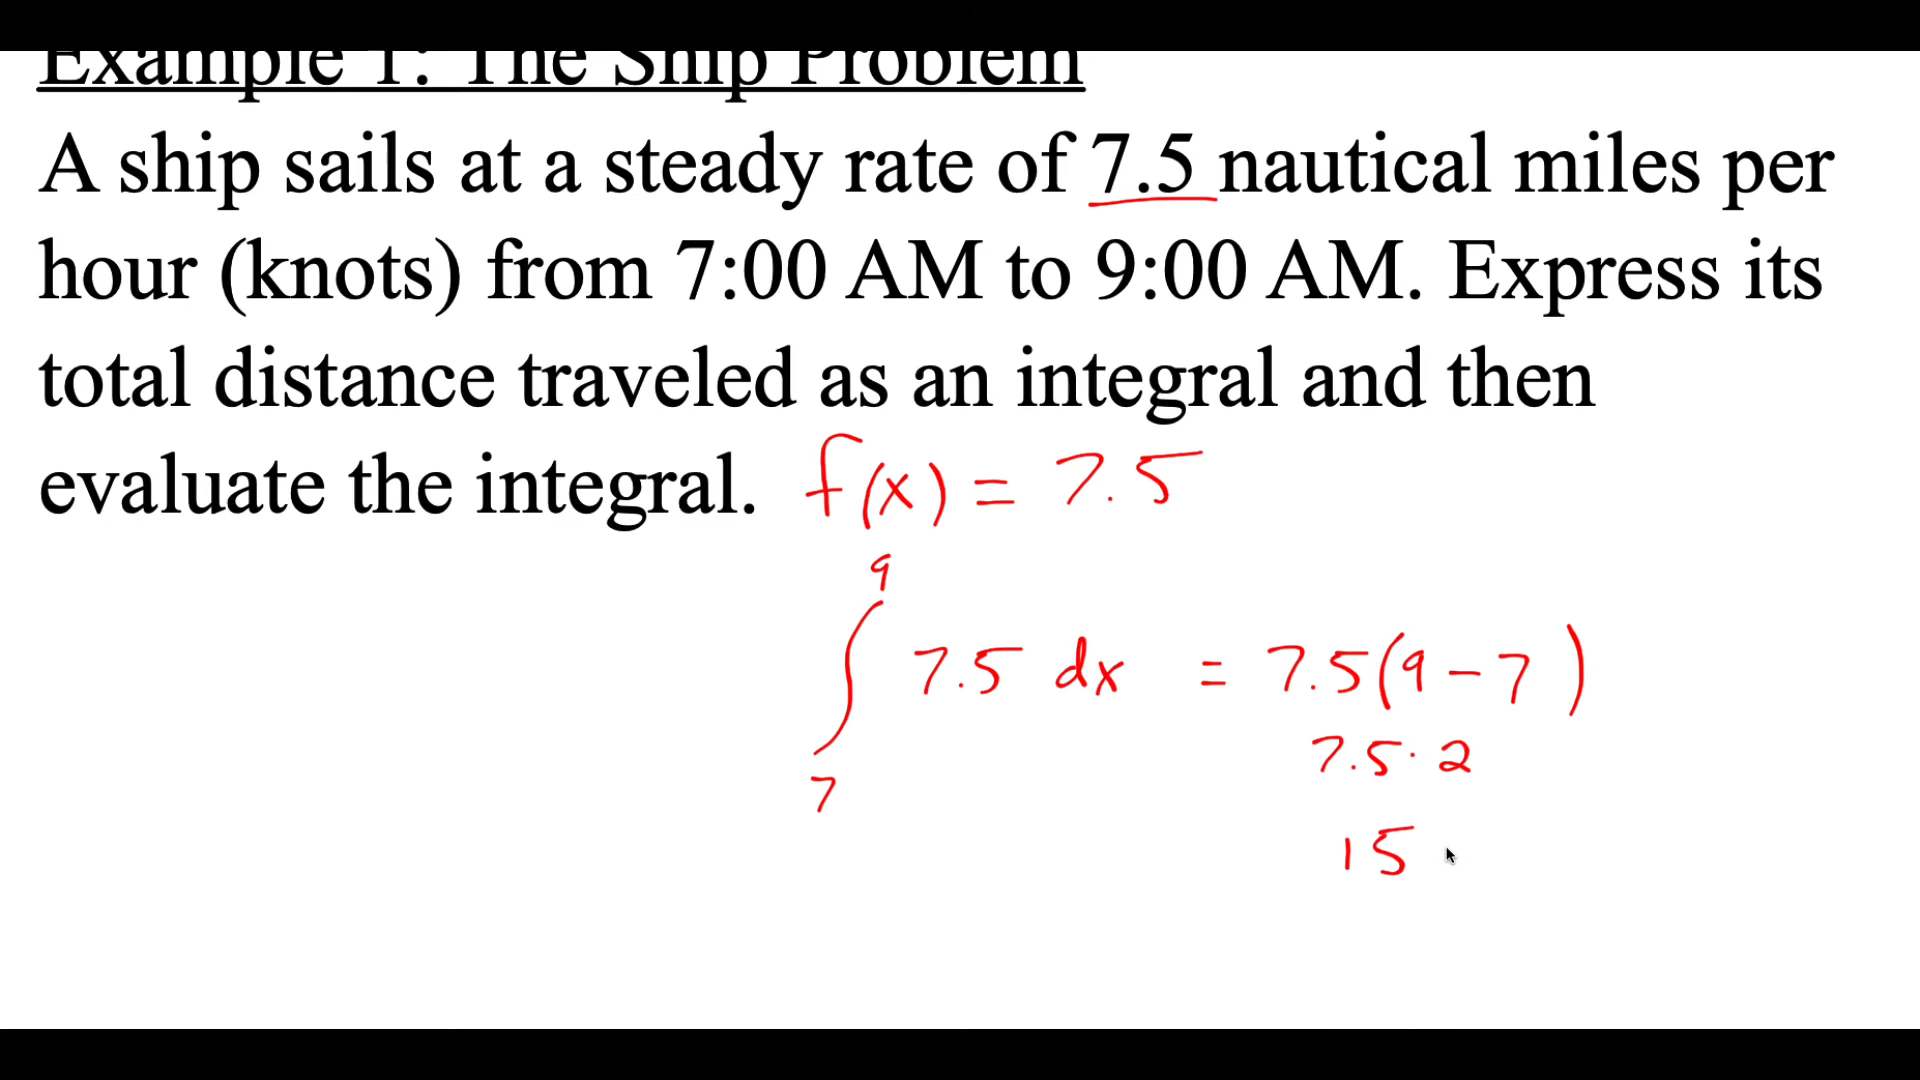 Example 1: The Ship Problem
A ship sails at a steady rate of 7.5 nautical miles per
hour (knots) from 7:00 AM to 9:00 AM. Express its
total distance traveled as an integral and then
evaluate the integral. f(x) = 7.5
9
∫ 7.5 dx = 7.5(9 - 7)
7.5 · 2
7
15